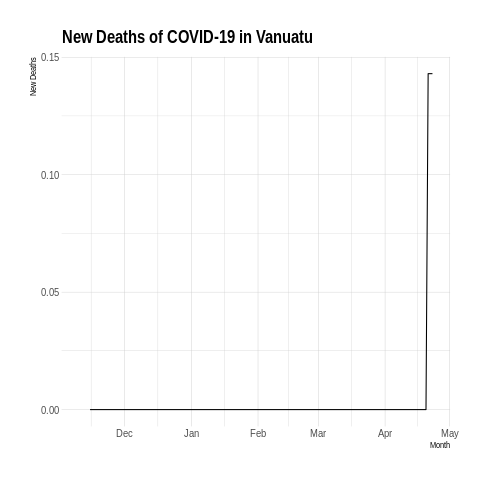 New Deaths of COVID-19 in Vanuatu
New Deaths
0.15
0.10
0.05
0.00
Dec Jan Feb Mar Apr May
Month